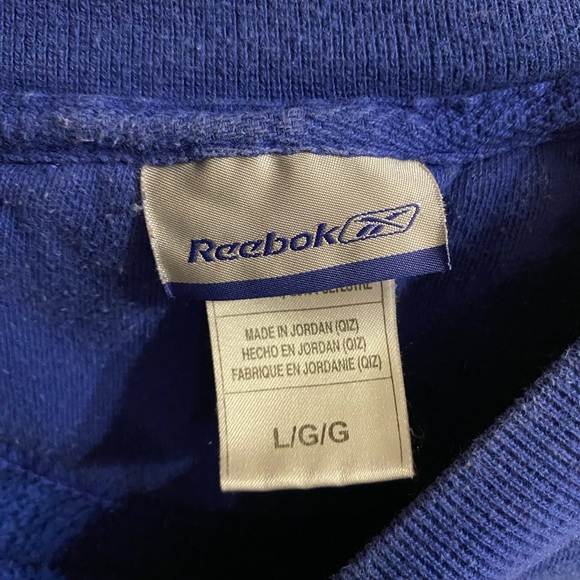 Reebok
MADE IN JORDAN (QIZ)
HECHO EN JORDAN (QIZ)
FABRIQUE EN JORDANIE (QIZ)
L/G/G